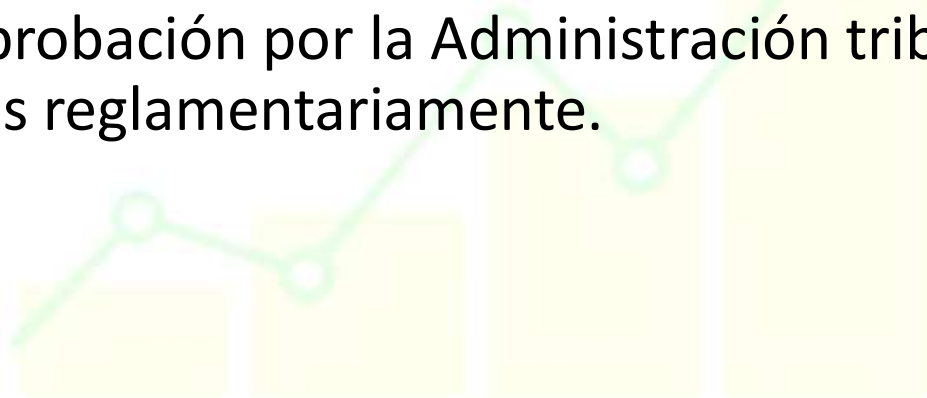 probación por la Administración trib
s reglamentariamente.